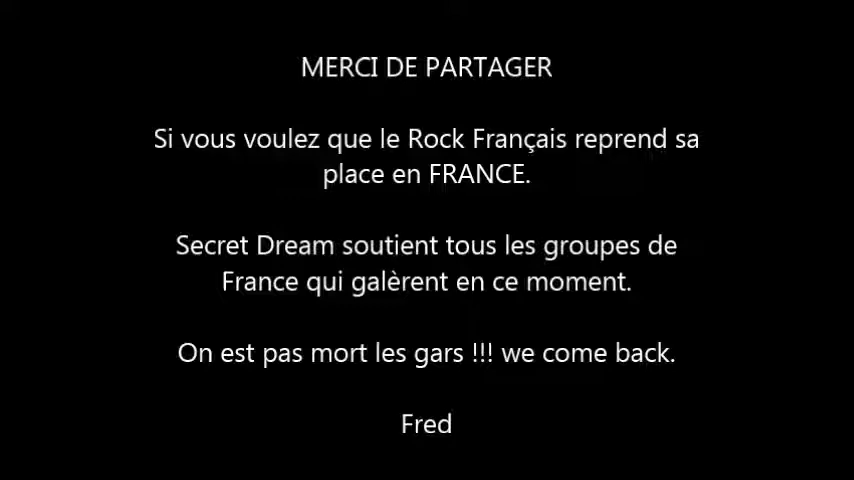 MERCI DE PARTAGER
Si vous voulez que le Rock Français reprend sa
place en FRANCE.
Secret Dream soutient tous les groupes de
France qui galèrent en ce moment.
On est pas mort les gars !!! we come back.
Fred